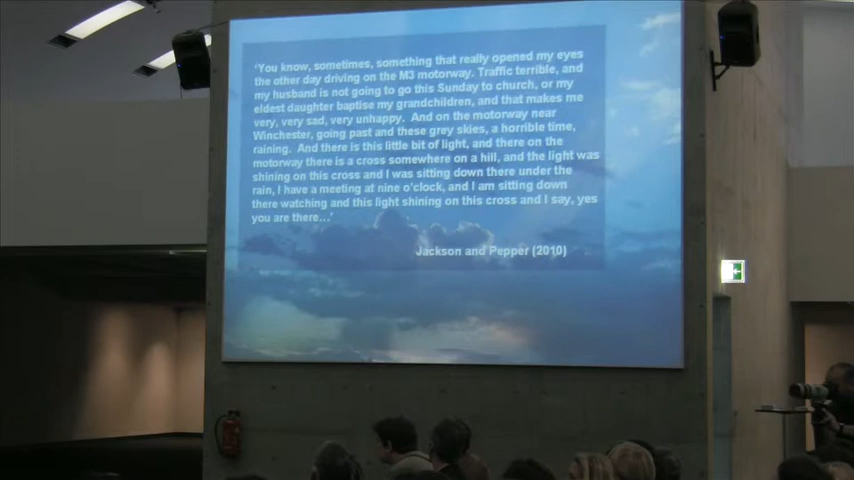 'You know, sometimes, something that really opened my eyes
the other day driving on the M3 motorway. Traffic terrible, and
my husband is not going to go this Sunday to church, or my
eldest daughter baptise my grandchildren, and that makes me
very, very sad, very unhappy. And on the motorway near
Winchester, going past and these grey skies, a horrible time,
raining. And there is this little bit of light, and there on the
motorway there is a cross somewhere on a hill, and the light was
shining on this cross and I was sitting down there under the
rain, I have a meeting at nine o'clock, and I am sitting down
there watching and this light shining on this cross and I say, yes
you are there...'
Jackson and Pepper (2010)